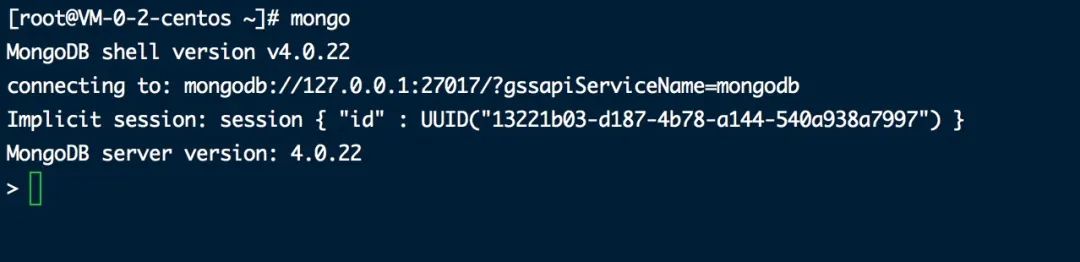 [root@VM-0-2-centos ~]# mongo
MongoDB shell version v4.0.22
connecting to: mongodb://127.0.0.1:27017/?gssapiServiceName=mongodb
Implicit session: session { "id" : UUID("13221b03-d187-4b78-a144-540a938a7997") }
MongoDB server version: 4.0.22
>